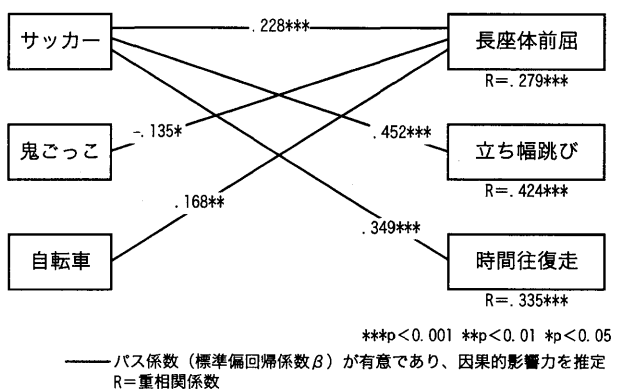 サッカー
.228***
長座体前屈
R=.279***
鬼ごっこ
-.135*
.452***
立ち幅跳び
R=.424***
.168**
.349***
自転車
時間往復走
R=.335***
***p<0.001 **p<0.01 *p<0.05
パス係数（標準偏回帰係数β）が有意であり、因果的影響力を推定
R=重相関係数